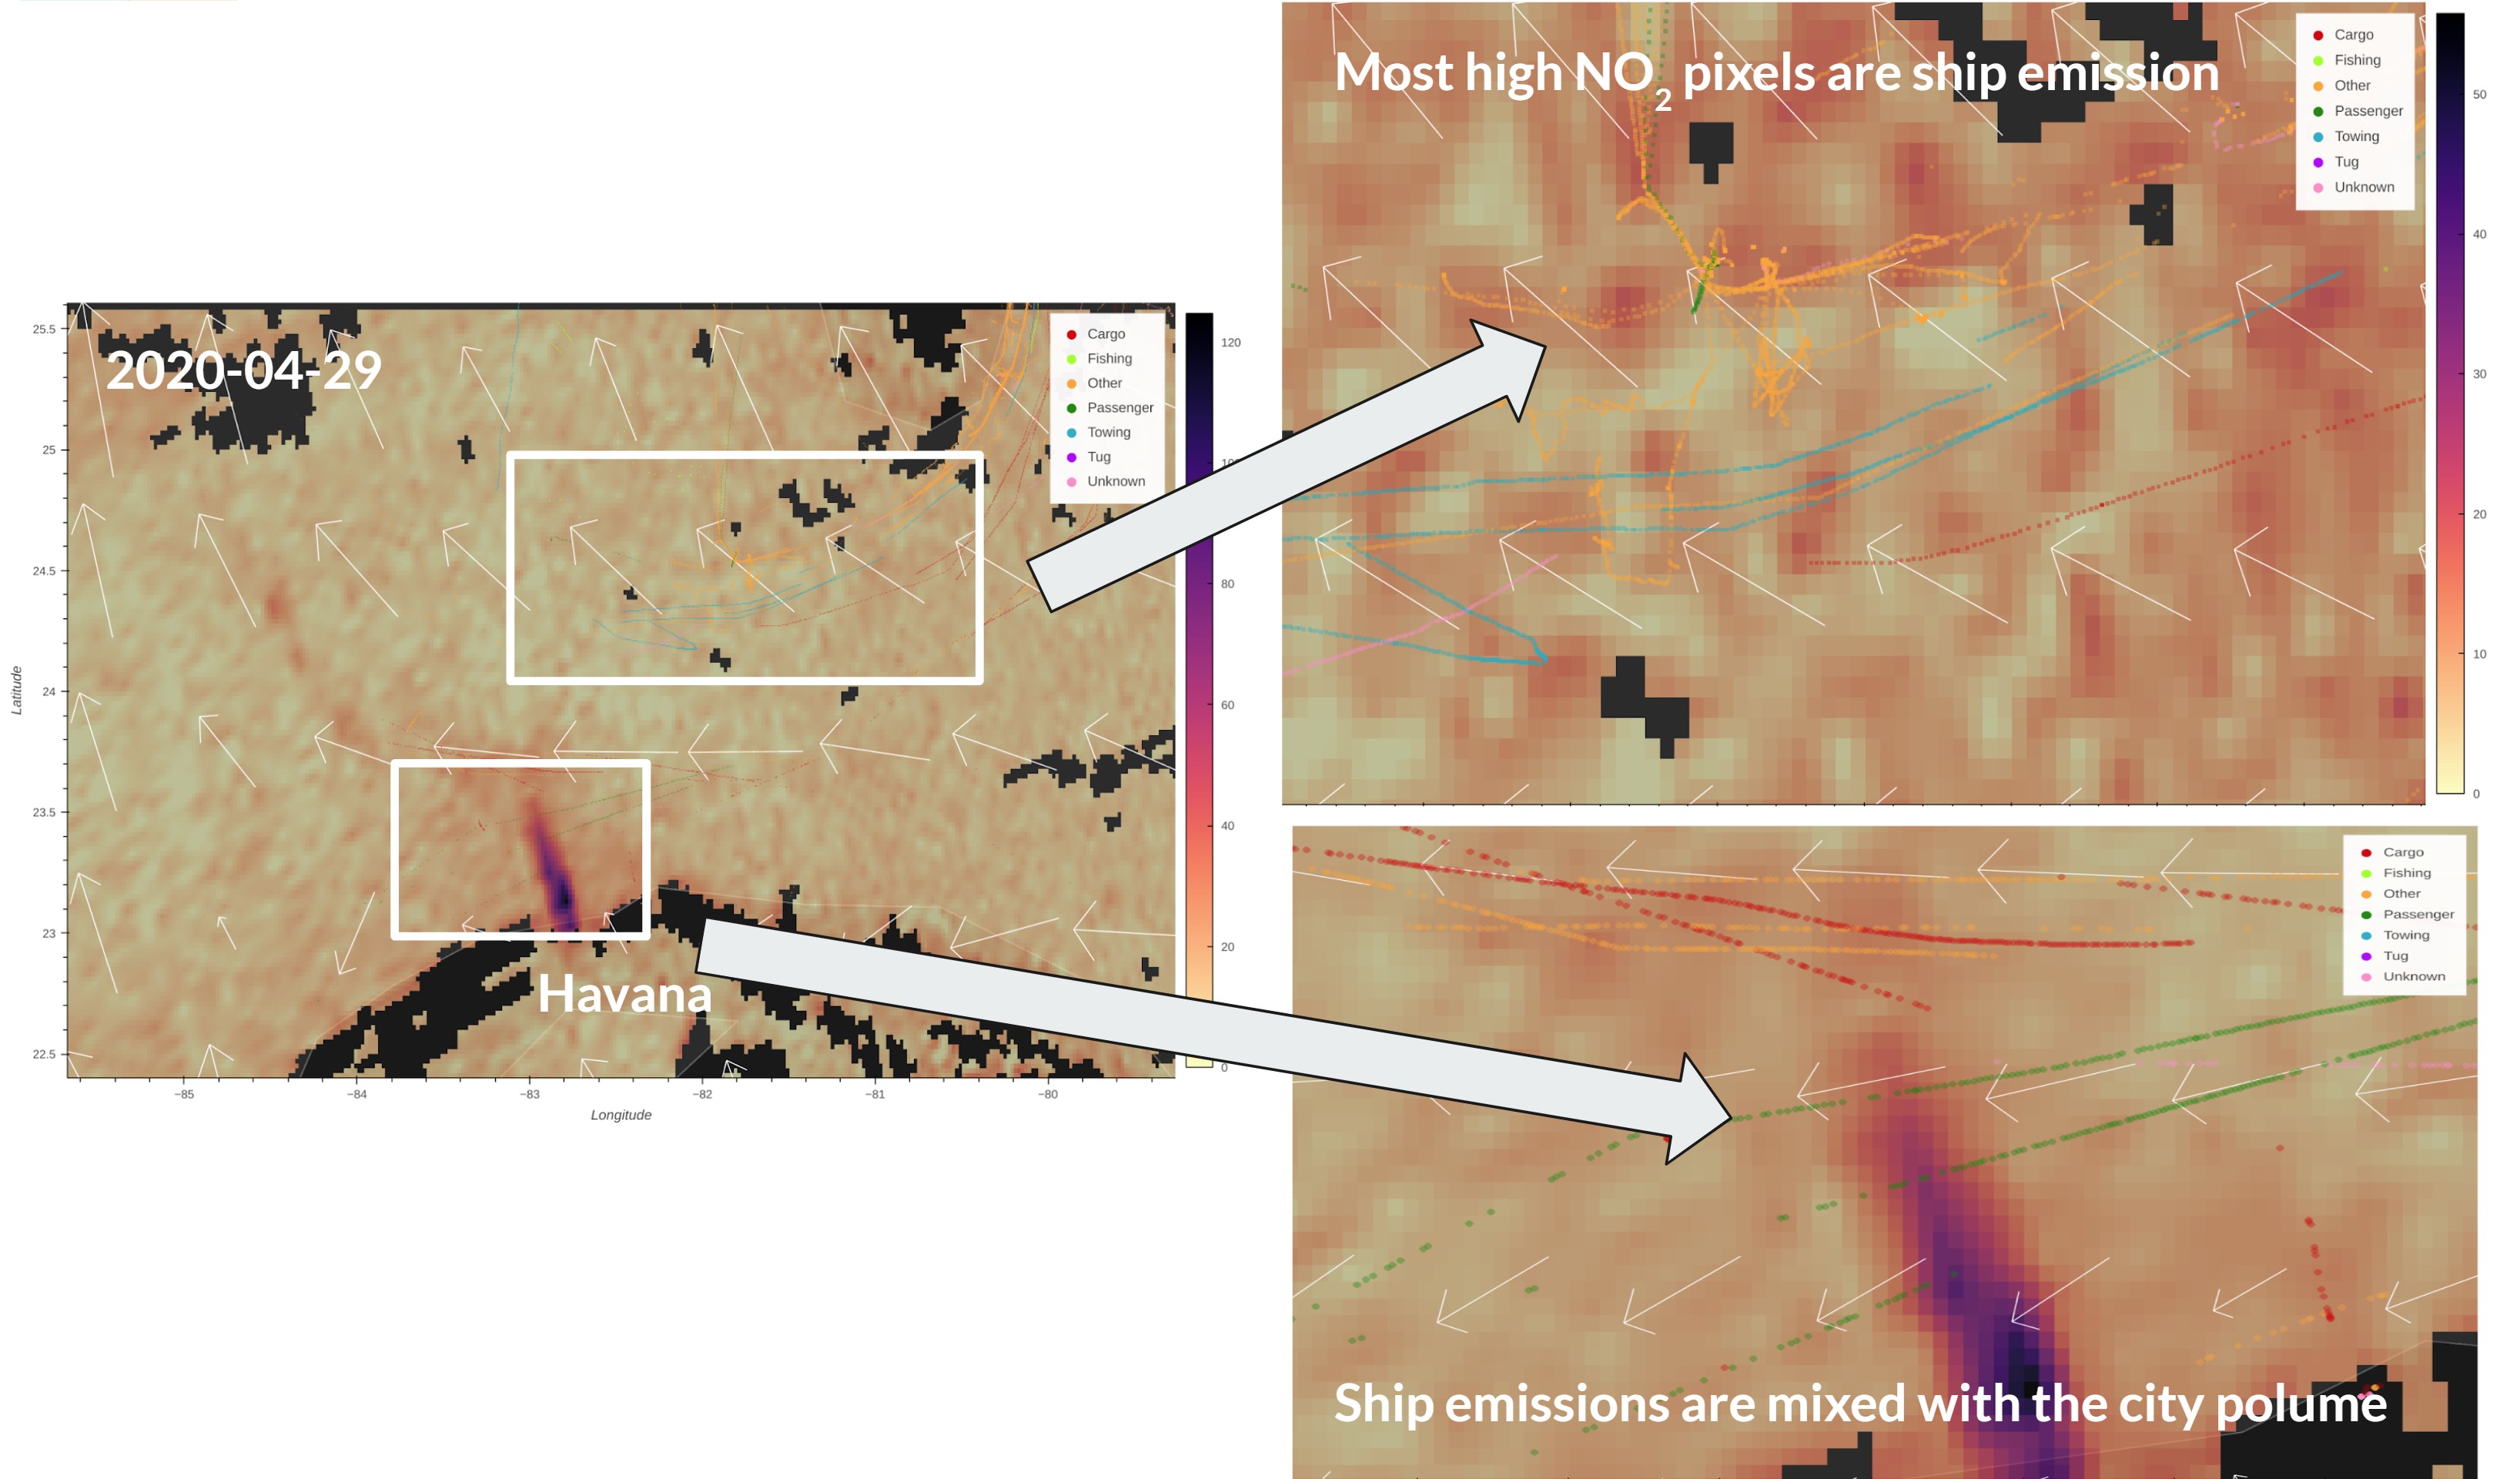 2020-04-29
Cargo
Fishing
Other
Passenger
Towing
Tug
Unknown
25.5
25
24.5
24
23.5
23
22.5
Latitude
−85
−84
−83
−82
−81
−80
Longitude
Havana
120
80
60
40
20
0
Most high NO2 pixels are ship emission
Cargo
Fishing
Other
Passenger
Towing
Tug
Unknown
50
40
30
20
10
0
Cargo
Fishing
Other
Passenger
Towing
Tug
Unknown
Ship emissions are mixed with the city polume